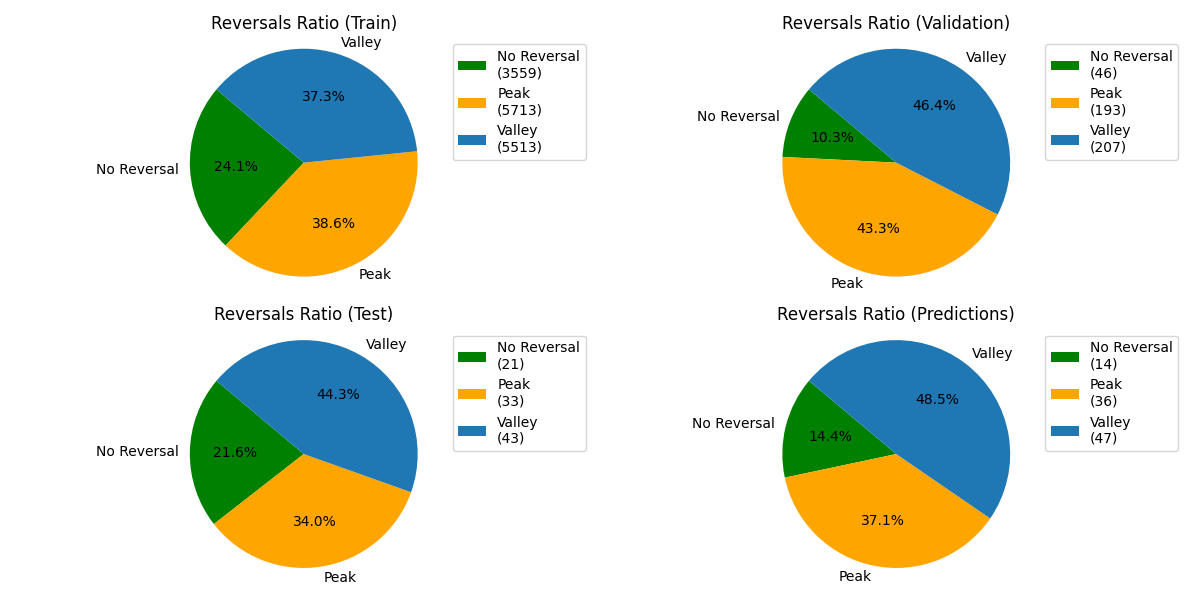 Reversals Ratio (Train)
Valley
37.3%
No Reversal
24.1%
38.6%
Peak
No Reversal
(3559)
Peak
(5713)
Valley
(5513)
Reversals Ratio (Validation)
Valley
46.4%
No Reversal
10.3%
43.3%
Peak
No Reversal
(46)
Peak
(193)
Valley
(207)
Reversals Ratio (Test)
Valley
44.3%
No Reversal
21.6%
34.0%
Peak
No Reversal
(21)
Peak
(33)
Valley
(43)
Reversals Ratio (Predictions)
Valley
48.5%
No Reversal
14.4%
37.1%
Peak
No Reversal
(14)
Peak
(36)
Valley
(47)